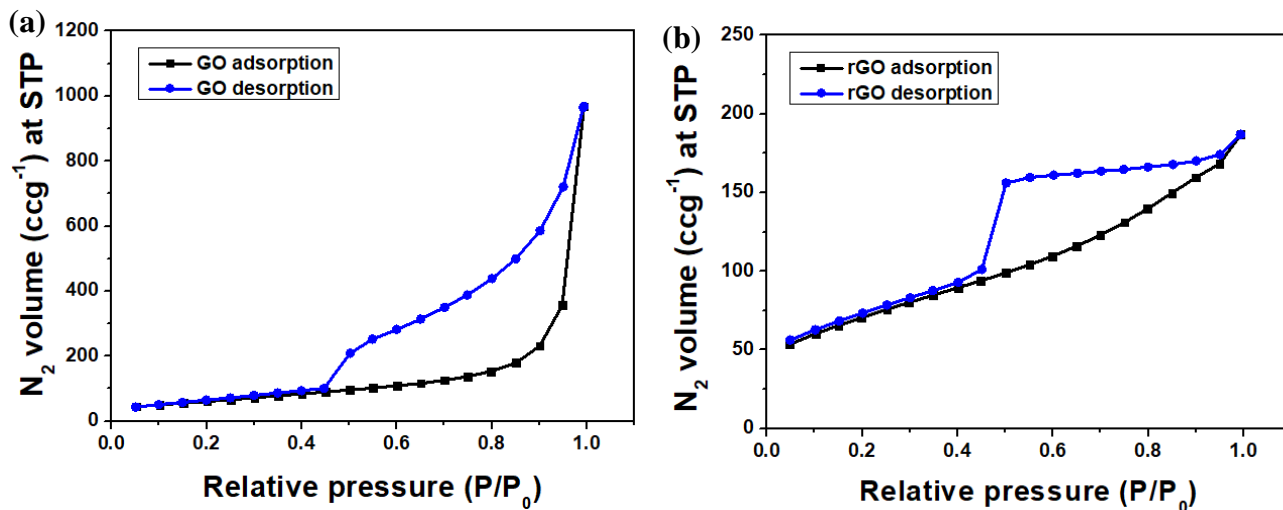 (a)
1200
1000
800
600
400
200
0
N₂ volume (ccg⁻¹) at STP
GO adsorption
GO desorption
0.0 0.2 0.4 0.6 0.8 1.0
Relative pressure (P/P₀)
(b)
250
200
150
100
50
0
N₂ volume (ccg⁻¹) at STP
rGO adsorption
rGO desorption
0.0 0.2 0.4 0.6 0.8 1.0
Relative pressure (P/P₀)